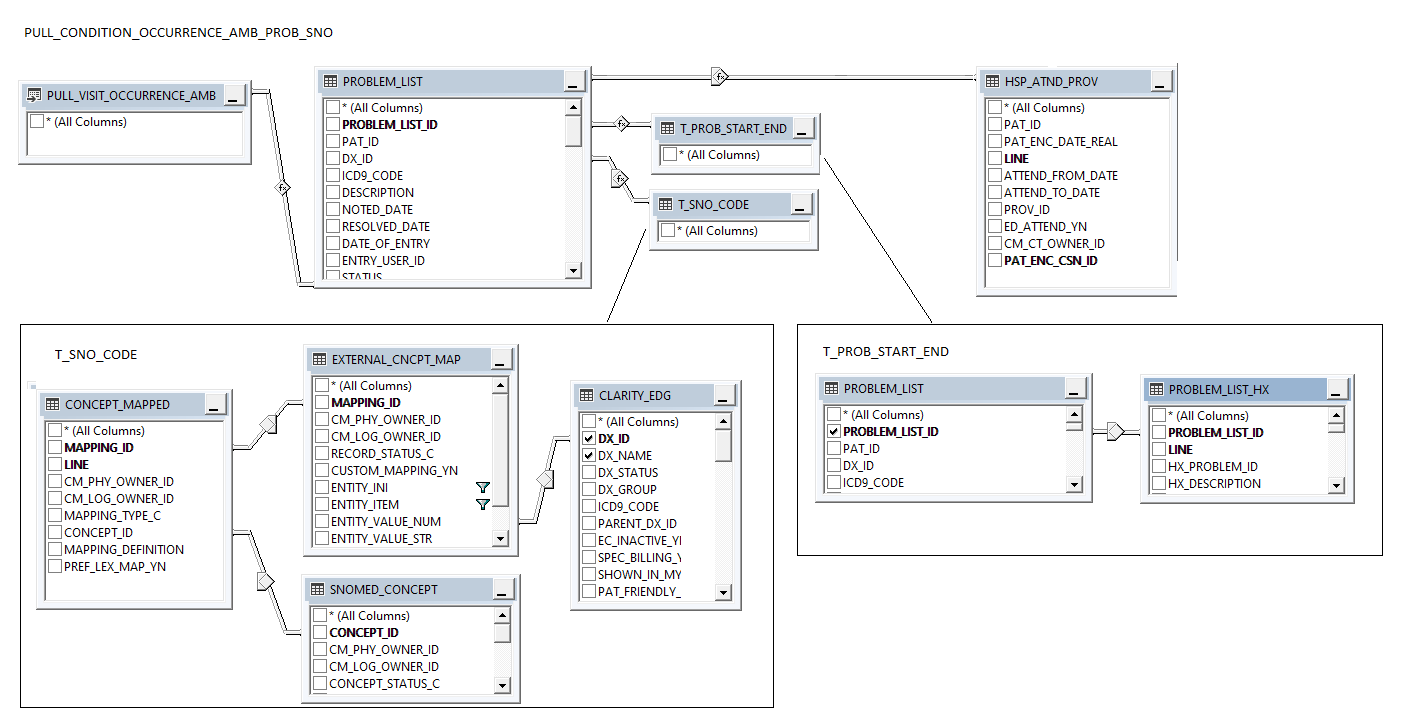 PULL_CONDITION_OCCURRENCE_AMB_PROB_SNO
PULL_VISIT_OCCURRENCE_AMB
* (All Columns)
PROBLEM_LIST
* (All Columns)
PROBLEM_LIST_ID
PAT_ID
DX_ID
ICD9_CODE
DESCRIPTION
NOTED_DATE
RESOLVED_DATE
DATE_OF_ENTRY
ENTRY_USER_ID
STATUS
fx
fx
fx
fx
T_PROB_START_END
* (All Columns)
T_SNO_CODE
* (All Columns)
HSP_ATND_PROV
* (All Columns)
PAT_ID
PAT_ENC_DATE_REAL
LINE
ATTEND_FROM_DATE
ATTEND_TO_DATE
PROV_ID
ED_ATTEND_YN
CM_CT_OWNER_ID
PAT_ENC_CSN_ID
T_SNO_CODE
CONCEPT_MAPPED
* (All Columns)
MAPPING_ID
LINE
CM_PHY_OWNER_ID
CM_LOG_OWNER_ID
MAPPING_TYPE_C
CONCEPT_ID
MAPPING_DEFINITION
PREF_LEX_MAP_YN
EXTERNAL_CNCPT_MAP
* (All Columns)
MAPPING_ID
CM_PHY_OWNER_ID
CM_LOG_OWNER_ID
RECORD_STATUS_C
CUSTOM_MAPPING_YN
ENTITY_INI
ENTITY_ITEM
ENTITY_VALUE_NUM
ENTITY_VALUE_STR
SNOMED_CONCEPT
* (All Columns)
CONCEPT_ID
CM_PHY_OWNER_ID
CM_LOG_OWNER_ID
CONCEPT_STATUS_C
CLARITY_EDG
* (All Columns)
DX_ID
DX_NAME
DX_STATUS
DX_GROUP
ICD9_CODE
PARENT_DX_ID
EC_INACTIVE_YI
SPEC_BILLING_Y
SHOWN_IN_MY
PAT_FRIENDLY_
T_PROB_START_END
PROBLEM_LIST
* (All Columns)
PROBLEM_LIST_ID
PAT_ID
DX_ID
ICD9_CODE
PROBLEM_LIST_HX
* (All Columns)
PROBLEM_LIST_ID
LINE
HX_PROBLEM_ID
HX_DESCRIPTION